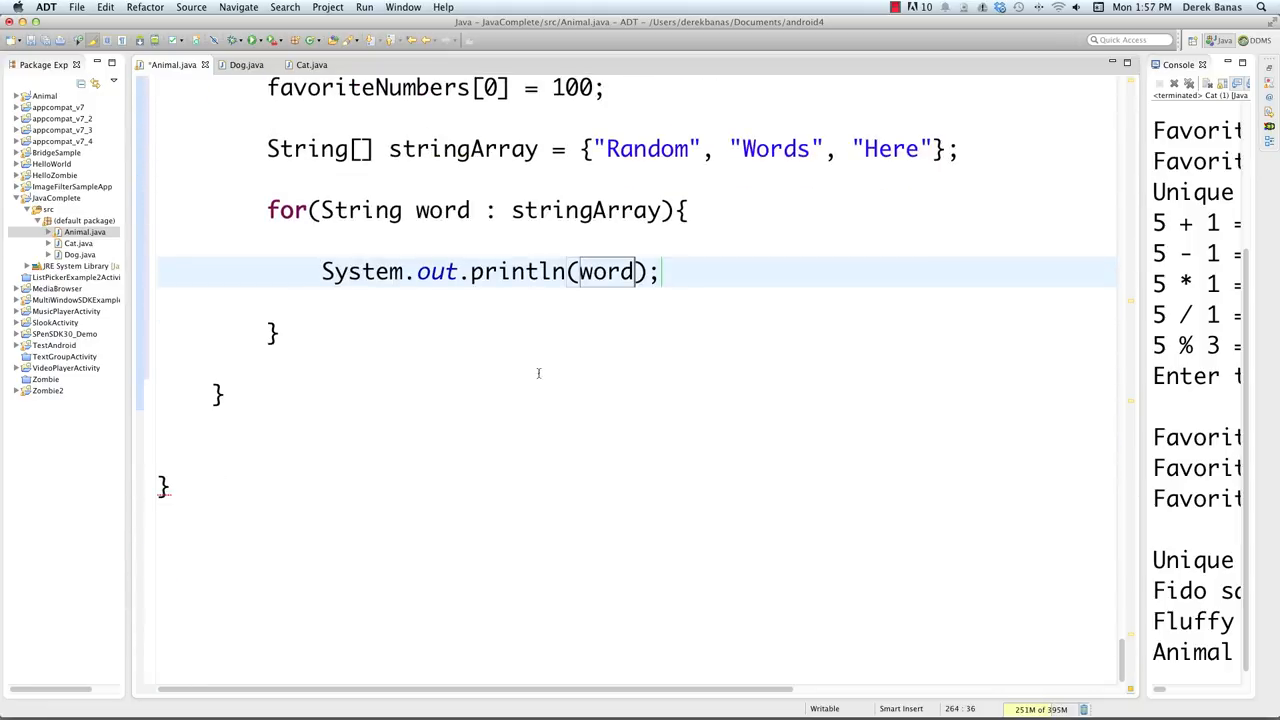 ADT File Edit Refactor Source Navigate Search Project Run Window Help 10 Mon 1:57 PM Derek Banas
Java – JavaComplete/src/Animal.java – ADT – /Users/derekbanas/Documents/android4
Quick Access Java DDMS
Package Exp
*Animal.java Dog.java Cat.java
Console
<terminated> Cat (1) [Java
Animal
appcompat_v7
appcompat_v7_2
appcompat_v7_3
appcompat_v7_4
BridgeSample
HelloWorld
HelloZombie
ImageFilterSampleApp
JavaComplete
src
(default package)
Animal.java
Cat.java
Dog.java
JRE System Library [Ja
ListPickerExample2Activi
MediaBrowser
MultiWindowSDKExample
MusicPlayerActivity
SlookActivity
SPenSDK30_Demo
TestAndroid
TextGroupActivity
VideoPlayerActivity
Zombie
Zombie2
favoriteNumbers[0] = 100;
String[] stringArray = {"Random", "Words", "Here"};
for(String word : stringArray){
System.out.println(word);
}
}
}
Favorit
Favorit
Unique
5 + 1 =
5 - 1 =
5 * 1 =
5 / 1 =
5 % 3 =
Enter t
Favorit
Favorit
Favorit
Unique
Fido sa
Fluffy
Animal
Writable Smart Insert 264 : 36 251M of 395M